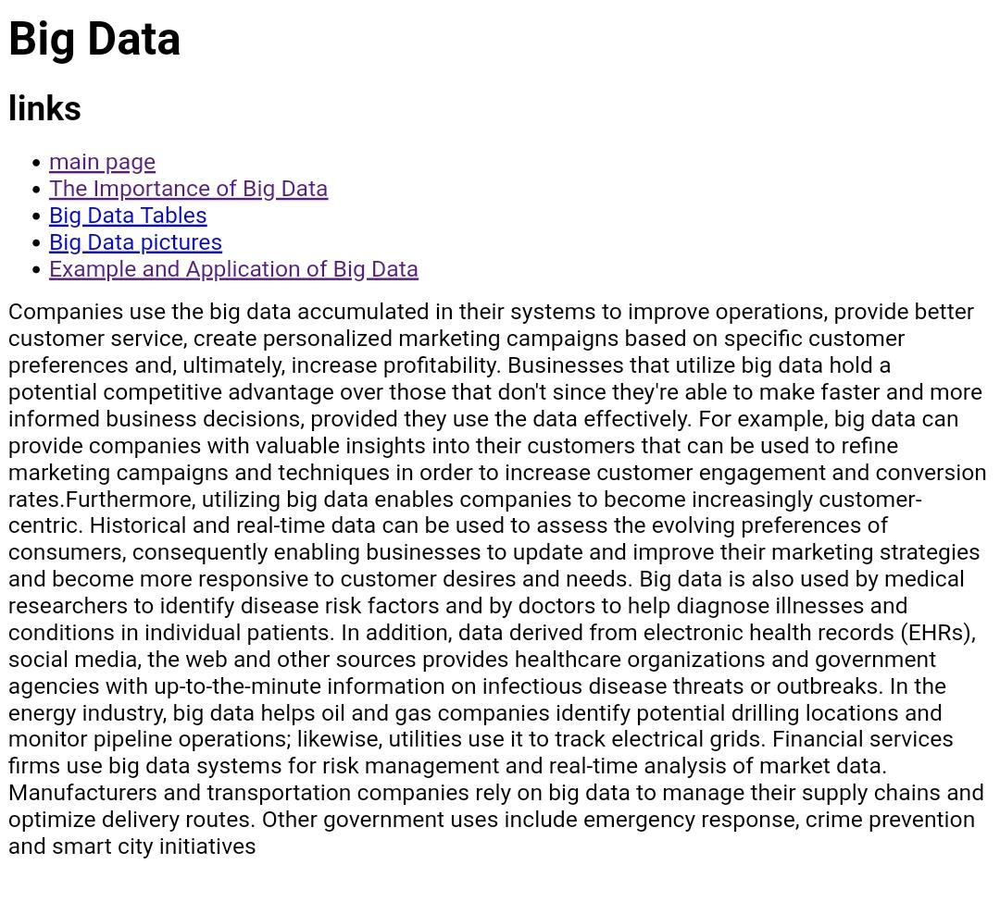 Big Data
links
main page
The Importance of Big Data
Big Data Tables
Big Data pictures
Example and Application of Big Data
Companies use the big data accumulated in their systems to improve operations, provide better
customer service, create personalized marketing campaigns based on specific customer
preferences and, ultimately, increase profitability. Businesses that utilize big data hold a
potential competitive advantage over those that don't since they're able to make faster and more
informed business decisions, provided they use the data effectively. For example, big data can
provide companies with valuable insights into their customers that can be used to refine
marketing campaigns and techniques in order to increase customer engagement and conversion
rates.Furthermore, utilizing big data enables companies to become increasingly customer-
centric. Historical and real-time data can be used to assess the evolving preferences of
consumers, consequently enabling businesses to update and improve their marketing strategies
and become more responsive to customer desires and needs. Big data is also used by medical
researchers to identify disease risk factors and by doctors to help diagnose illnesses and
conditions in individual patients. In addition, data derived from electronic health records (EHRs),
social media, the web and other sources provides healthcare organizations and government
agencies with up-to-the-minute information on infectious disease threats or outbreaks. In the
energy industry, big data helps oil and gas companies identify potential drilling locations and
monitor pipeline operations; likewise, utilities use it to track electrical grids. Financial services
firms use big data systems for risk management and real-time analysis of market data.
Manufacturers and transportation companies rely on big data to manage their supply chains and
optimize delivery routes. Other government uses include emergency response, crime prevention
and smart city initiatives